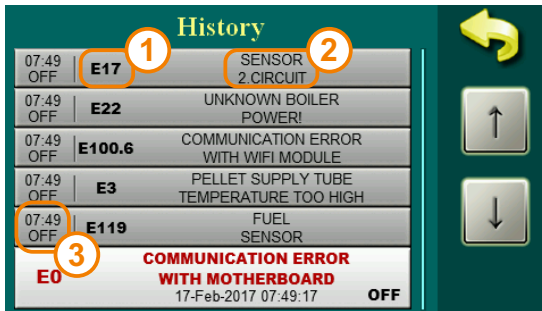 History
1
2
07:49
OFF
E17
SENSOR
2.CIRCUIT
07:49
OFF
E22
UNKNOWN BOILER
POWER!
07:49
OFF
E100.6
COMMUNICATION ERROR
WITH WIFI MODULE
07:49
OFF
E3
PELLET SUPPLY TUBE
TEMPERATURE TOO HIGH
07:49
OFF
E119
FUEL
SENSOR
3
E0
COMMUNICATION ERROR
WITH MOTHERBOARD
17-Feb-2017 07:49:17 OFF